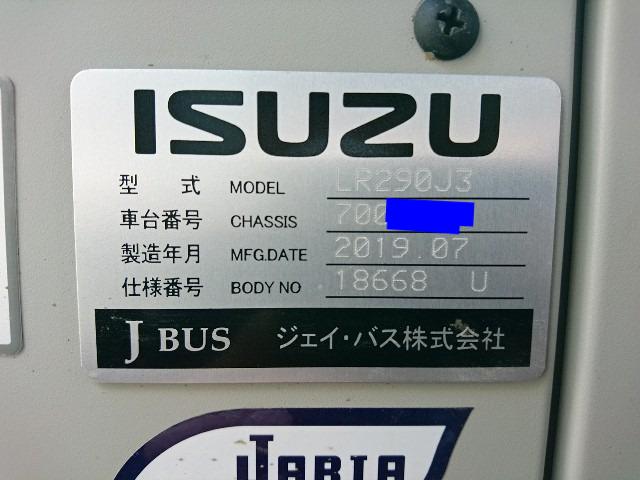 ISUZU
型 式 MODEL LR290J3
車台番号 CHASSIS 700
製造年月 MFG.DATE 2019.07
仕様番号 BODY NO 18668 U
J BUS ジェイ・バス株式会社
JABIA